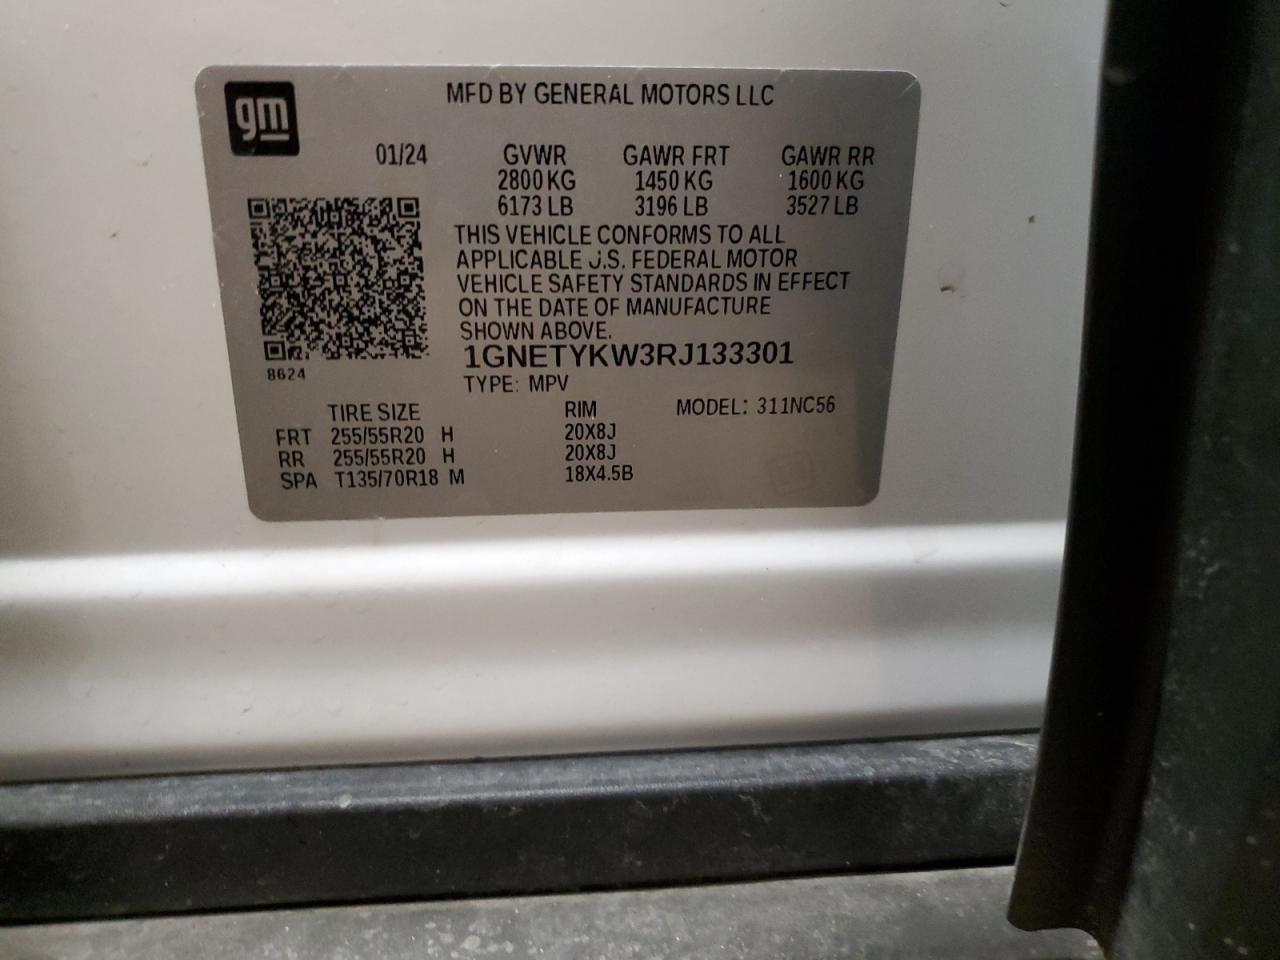 gm
MFD BY GENERAL MOTORS LLC
01/24 GVWR GAWR FRT GAWR RR
2800 KG 1450 KG 1600 KG
6173 LB 3196 LB 3527 LB
THIS VEHICLE CONFORMS TO ALL
APPLICABLE U.S. FEDERAL MOTOR
VEHICLE SAFETY STANDARDS IN EFFECT
ON THE DATE OF MANUFACTURE
SHOWN ABOVE.
1GNETYKW3RJ133301
8624
TYPE: MPV
TIRE SIZE RIM MODEL: 311NC56
FRT 255/55R20 H 20X8J
RR 255/55R20 H 20X8J
SPA T135/70R18 M 18X4.5B